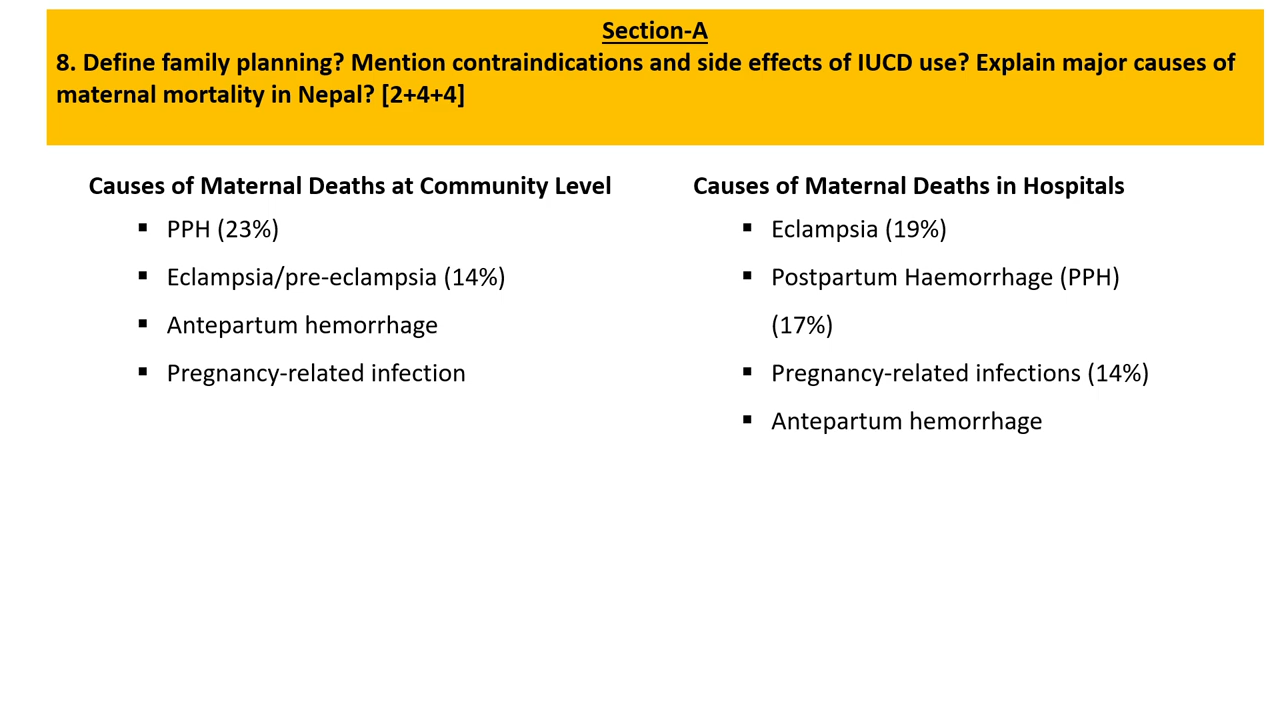 Section-A
8. Define family planning? Mention contraindications and side effects of IUCD use? Explain major causes of
maternal mortality in Nepal? [2+4+4]
Causes of Maternal Deaths at Community Level
▪ PPH (23%)
▪ Eclampsia/pre-eclampsia (14%)
▪ Antepartum hemorrhage
▪ Pregnancy-related infection
Causes of Maternal Deaths in Hospitals
▪ Eclampsia (19%)
▪ Postpartum Haemorrhage (PPH)
(17%)
▪ Pregnancy-related infections (14%)
▪ Antepartum hemorrhage